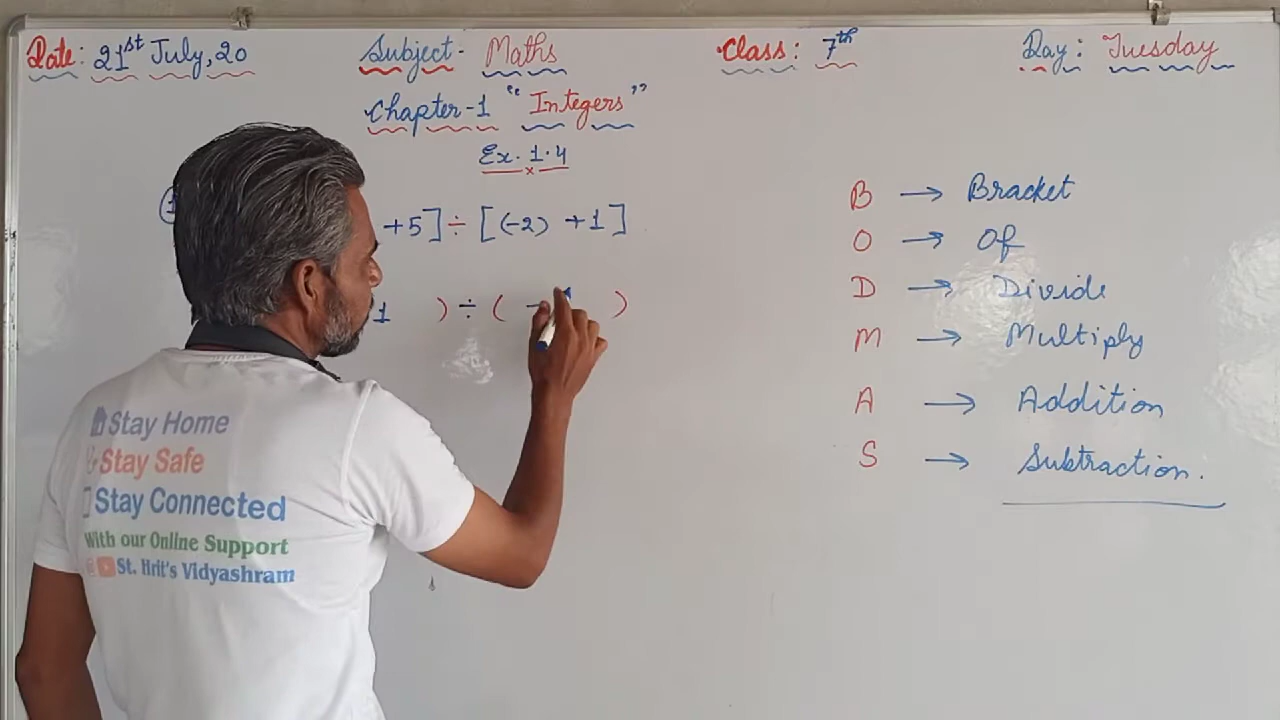 Date: 21st July, 20 Subject- Maths Class: 7th Day: Tuesday
Chapter-1 "Integers"
Ex. 1.4
+5] ÷ [(-2) +1]
1 ) ÷ ( - )
B → Bracket
O → Of
D → Divide
M → Multiply
A → Addition
S → Subtraction.
Stay Home
Stay Safe
Stay Connected
With our Online Support
St. Hrit's Vidyashram